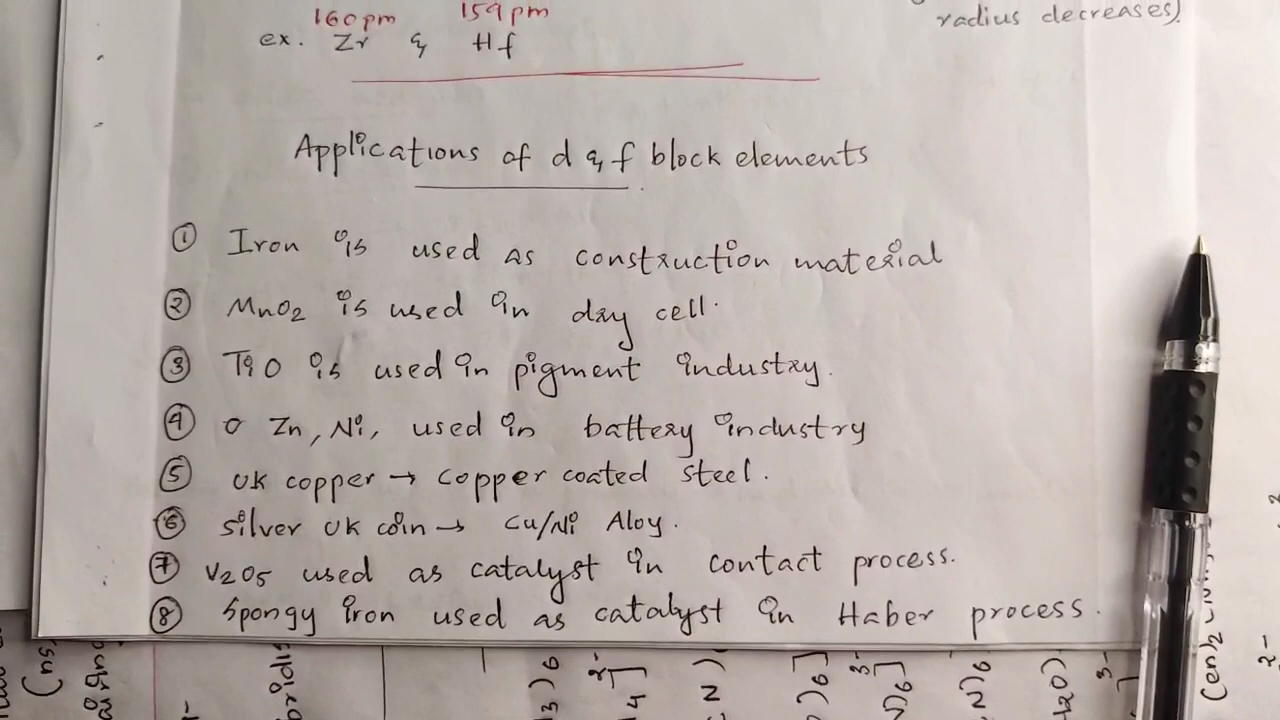 160pm 159pm
ex. Zr & Hf
radius decreases)
Applications of d & f block elements
① Iron is used as construction material
② MnO2 is used in dry cell.
③ TiO is used in pigment industry.
④ Zn, Ni, used in battery industry
⑤ UK copper → copper coated steel.
⑥ silver UK coin → Cu/Ni Aloy.
⑦ V2O5 used as catalyst in contact process.
⑧ Spongy iron used as catalyst in Haber process.